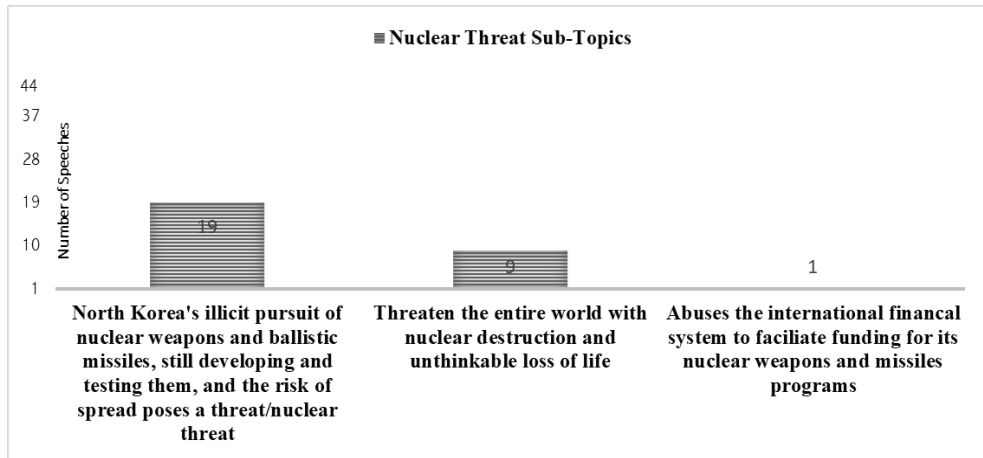 Nuclear Threat Sub-Topics
Number of Speeches
44
37
28
19
10
1
19
9
1
North Korea's illicit pursuit of
nuclear weapons and ballistic
missiles, still developing and
testing them, and the risk of
spread poses a threat/nuclear
threat
Threaten the entire world with
nuclear destruction and
unthinkable loss of life
Abuses the international financal
system to faciliate funding for its
nuclear weapons and missiles
programs